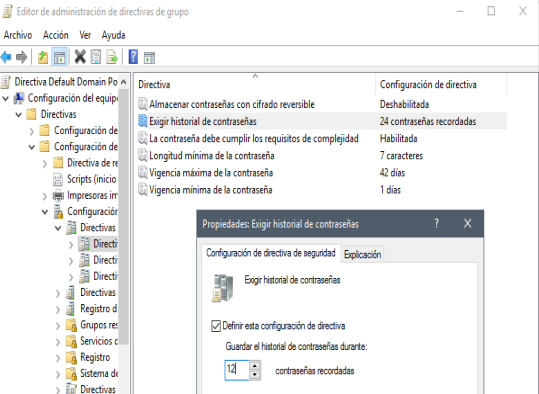 Editor de administración de directivas de grupo
Archivo Acción Ver Ayuda
Directiva Default Domain Po
Configuración del equip
Directivas
Configuración de
Configuración de
Directiva de re
Scripts (inicio
Impresoras im
Configuración
Directivas
Directi
Directi
Directi
Directivas
Registro d
Grupos res
Servicios d
Registro
Sistema de
Directivas
Directiva Configuración de directiva
Almacenar contraseñas con cifrado reversible Deshabilitada
Exigir historial de contraseñas 24 contraseñas recordadas
La contraseña debe cumplir los requisitos de complejidad Habilitada
Longitud mínima de la contraseña 7 caracteres
Vigencia máxima de la contraseña 42 días
Vigencia mínima de la contraseña 1 días
Propiedades: Exigir historial de contraseñas ? X
Configuración de directiva de seguridad Explicación
Exigir historial de contraseñas
Definir esta configuración de directiva
Guardar el historial de contraseñas durante:
12 contraseñas recordadas